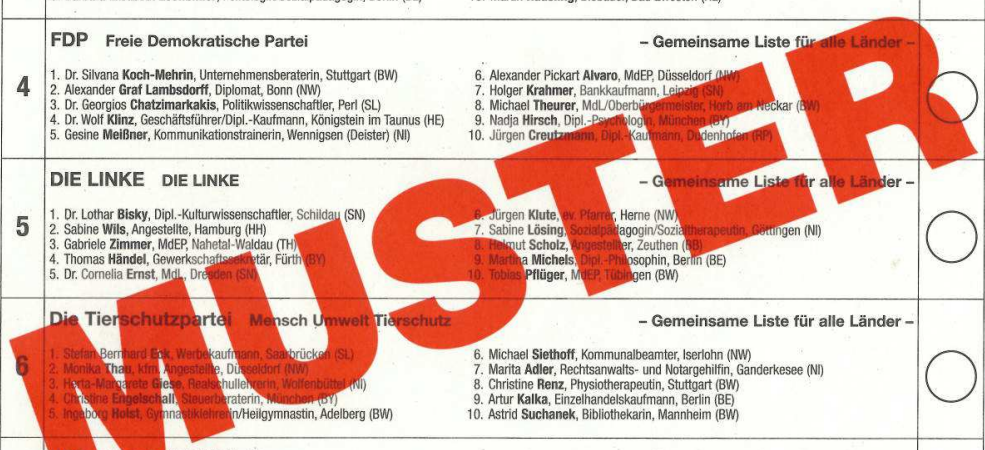 4
FDP Freie Demokratische Partei – Gemeinsame Liste für alle Länder –
1. Dr. Silvana Koch-Mehrin, Unternehmensberaterin, Stuttgart (BW)
2. Alexander Graf Lambsdorff, Diplomat, Bonn (NW)
3. Dr. Georgios Chatzimarkakis, Politikwissenschaftler, Perl (SL)
4. Dr. Wolf Klinz, Geschäftsführer/Dipl.-Kaufmann, Königstein im Taunus (HE)
5. Gesine Meißner, Kommunikationstrainerin, Wennigsen (Deister) (NI)
6. Alexander Pickart Alvaro, MdEP, Düsseldorf (NW)
7. Holger Krahmer, Bankkaufmann, Leipzig (SN)
8. Michael Theurer, MdL/Oberbürgermeister, Horb am Neckar (BW)
9. Nadja Hirsch, Dipl.-Psychologin, München (BY)
10. Jürgen Creutzmann, Dipl.-Kaufmann, Dudenhofen (RP)
5
DIE LINKE DIE LINKE – Gemeinsame Liste für alle Länder –
1. Dr. Lothar Bisky, Dipl.-Kulturwissenschaftler, Schildau (SN)
2. Sabine Wils, Angestellte, Hamburg (HH)
3. Gabriele Zimmer, MdEP, Nahetal-Waldau (TH)
4. Thomas Händel, Gewerkschaftssekretär, Fürth (BY)
5. Dr. Cornelia Ernst, MdL, Dresden (SN)
6. Jürgen Klute, ev. Pfarrer, Herne (NW)
7. Sabine Lösing, Sozialpädagogin/Sozialtherapeutin, Göttingen (NI)
8. Helmut Scholz, Angestellter, Zeuthen (BB)
9. Martina Michels, Dipl.-Philosophin, Berlin (BE)
10. Tobias Pflüger, MdEP, Tübingen (BW)
6
Die Tierschutzpartei Mensch Umwelt Tierschutz – Gemeinsame Liste für alle Länder –
1. Stefan Bernhard Eck, Werbekaufmann, Saarbrücken (SL)
2. Monika Thau, kfm. Angestellte, Düsseldorf (NW)
3. Herta-Margarete Giese, Realschullehrerin, Wolfenbüttel (NI)
4. Christine Engelschall, Steuerberaterin, München (BY)
5. Ingeborg Holst, Gymnastiklehrerin/Heilgymnastin, Adelberg (BW)
6. Michael Siethoff, Kommunalbeamter, Iserlohn (NW)
7. Marita Adler, Rechtsanwalts- und Notargehilfin, Ganderkesee (NI)
8. Christine Renz, Physiotherapeutin, Stuttgart (BW)
9. Artur Kalka, Einzelhandelskaufmann, Berlin (BE)
10. Astrid Suchanek, Bibliothekarin, Mannheim (BW)
MUSTER